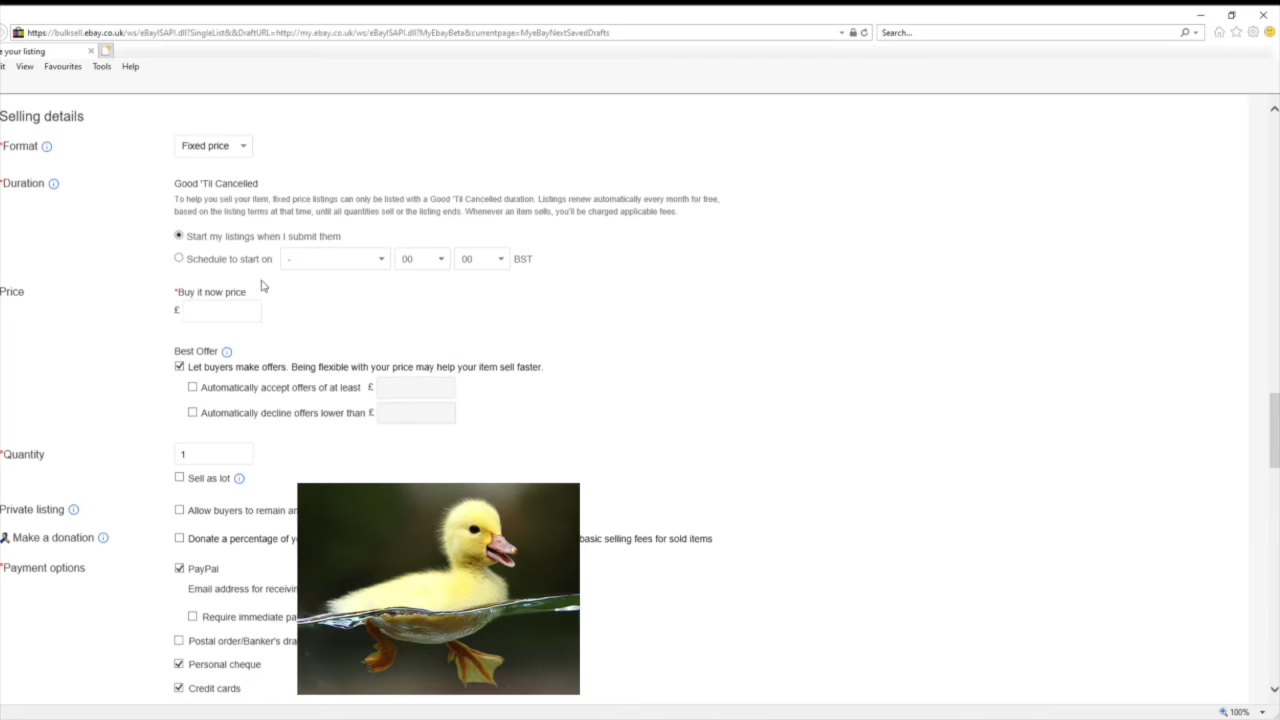 https://bulksell.ebay.co.uk/ws/eBayISAPI.dll?SingleList&&DraftURL=http://my.ebay.co.uk/ws/eBayISAPI.dll?MyEbayBeta&currentpage=MyeBayNextSavedDrafts
Search...
e your listing
it View Favourites Tools Help
Selling details
*Format Fixed price
*Duration Good 'Til Cancelled
To help you sell your item, fixed price listings can only be listed with a Good 'Til Cancelled duration. Listings renew automatically every month for free,
based on the listing terms at that time, until all quantities sell or the listing ends. Whenever an item sells, you'll be charged applicable fees.
Start my listings when I submit them
Schedule to start on - 00 00 BST
Price *Buy it now price
£
Best Offer
Let buyers make offers. Being flexible with your price may help your item sell faster.
Automatically accept offers of at least £
Automatically decline offers lower than £
*Quantity 1
Sell as lot
Private listing Allow buyers to remain an
Make a donation Donate a percentage of y basic selling fees for sold items
*Payment options PayPal
Email address for receivin
Require immediate pa
Postal order/Banker's dra
Personal cheque
Credit cards
100%